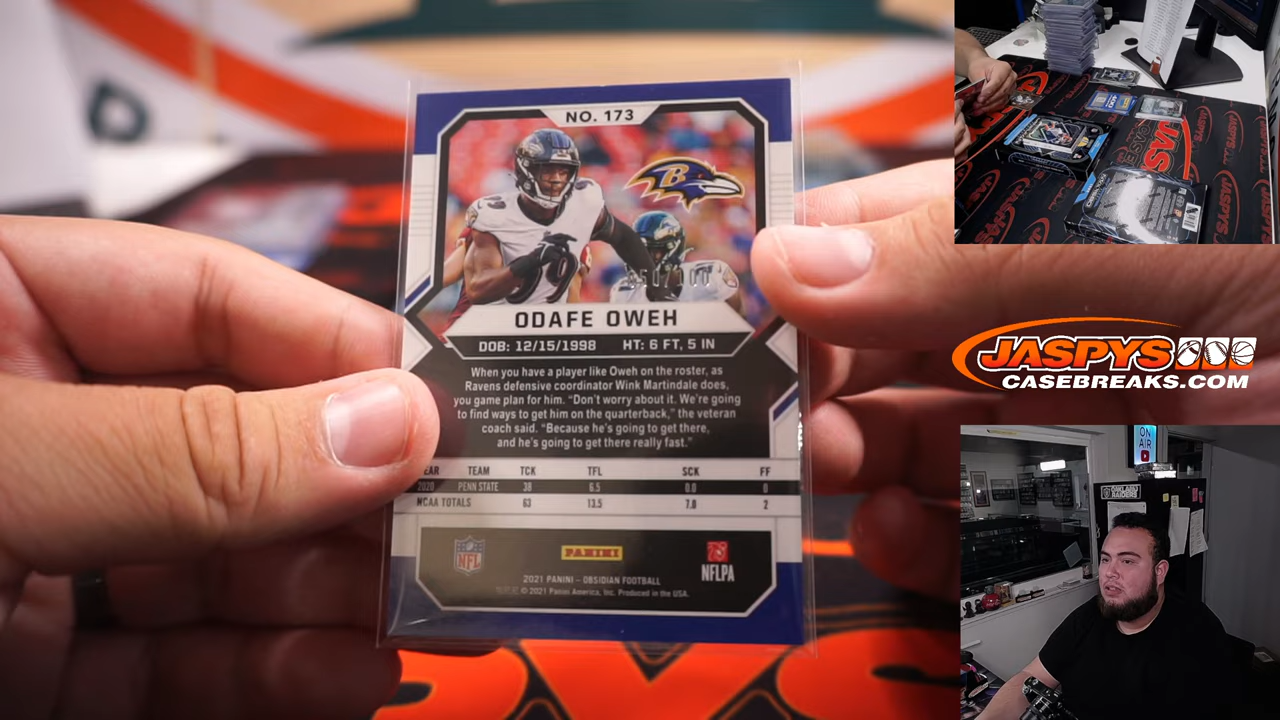 NO. 173
B
ODAFE OWEH
DOB: 12/15/1998 HT: 6 FT, 5 IN
When you have a player like Oweh on the roster, as
Ravens defensive coordinator Wink Martindale does,
you game plan for him. “Don't worry about it. We're going
to find ways to get him on the quarterback,” the veteran
coach said. “Because he's going to get there,
and he's going to get there really fast.”
YEAR TEAM TCK TFL SCK FF
2020 PENN STATE 38 6.5 0.0 0
NCAA TOTALS 63 13.5 7.0 2
NFL
PANINI
NFLPA
2021 PANINI – OBSIDIAN FOOTBALL
© 2021 Panini America, Inc. Produced in the USA.
JASPYS
CASEBREAKS.COM
ON
AIR
OAKLAND
RAIDERS